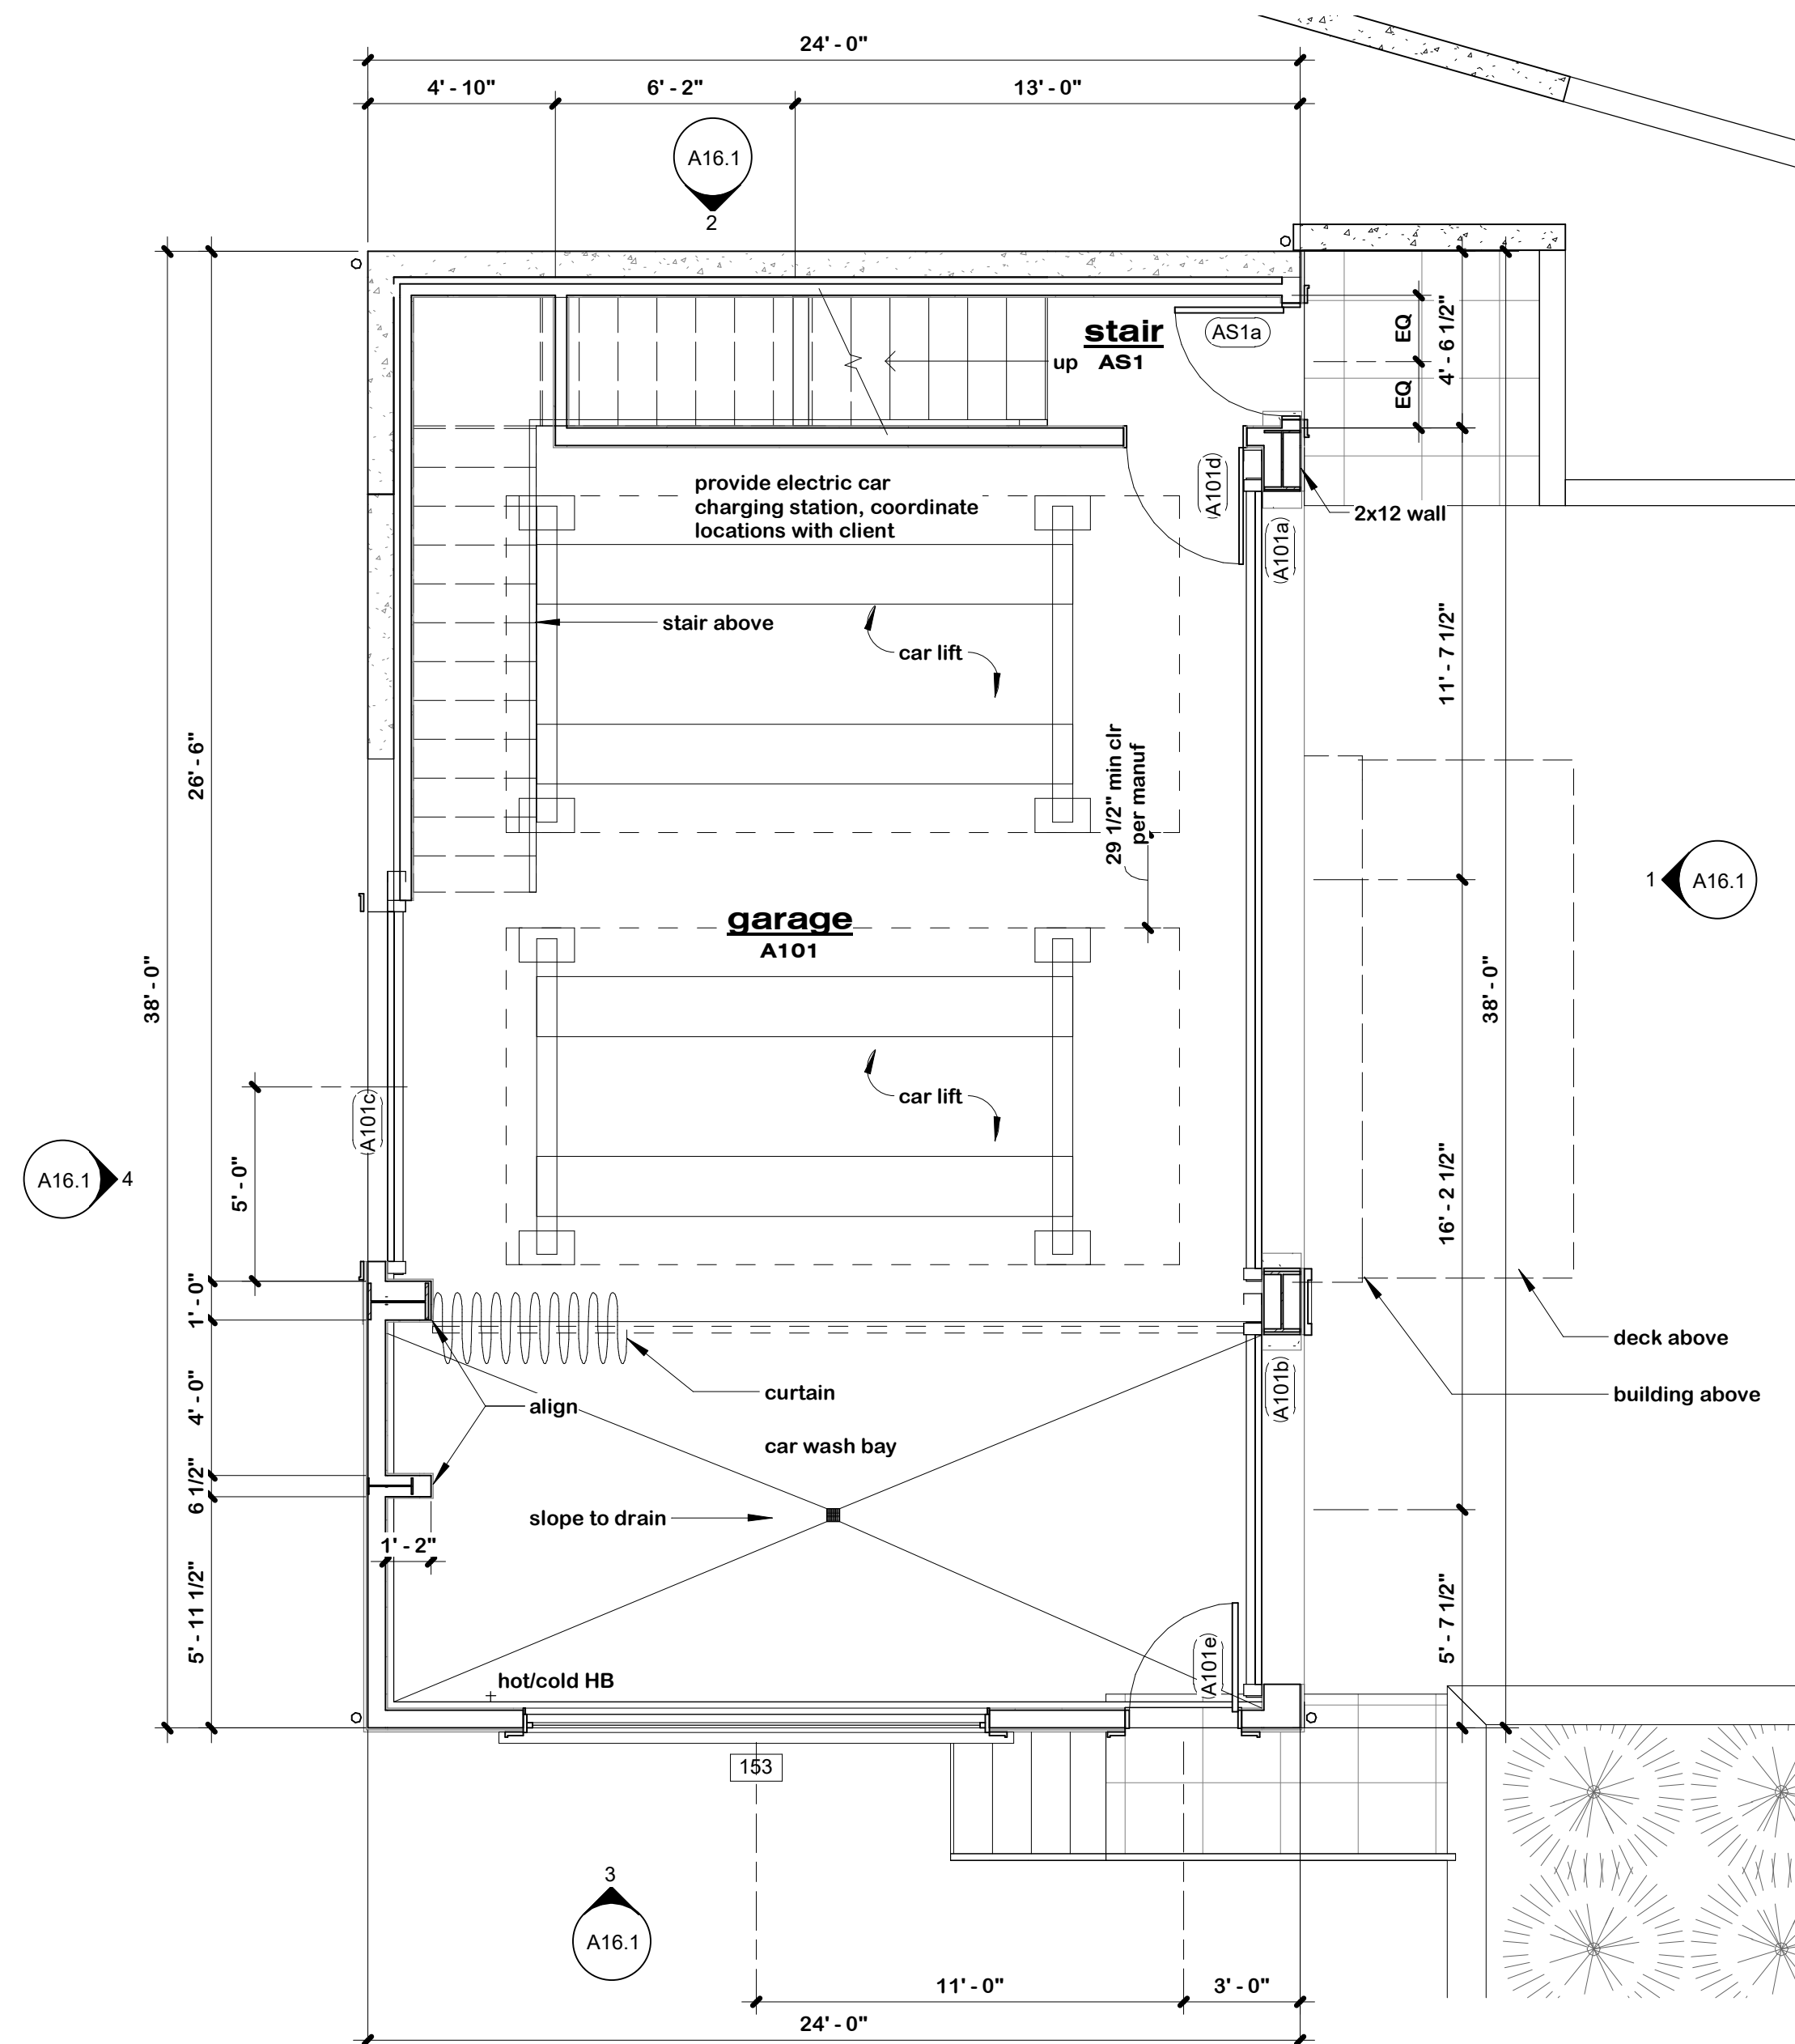 24' - 0"
4' - 10"
6' - 2"
13' - 0"
A16.1
2
stair
AS1
AS1a
up
EQ
EQ
4' - 6 1/2"
provide electric car
charging station, coordinate
locations with client
A101d
2x12 wall
A101a
stair above
car lift
11' - 7 1/2"
26' - 6"
29 1/2" min clr
per manuf
1
A16.1
garage
A101
38' - 0"
38' - 0"
car lift
A101c
A16.1
4
5' - 0"
16' - 2 1/2"
1' - 0"
deck above
curtain
building above
4' - 0"
align
A101b
car wash bay
6 1/2"
slope to drain
1' - 2"
5' - 11 1/2"
5' - 7 1/2"
A101e
hot/cold HB
153
3
A16.1
11' - 0"
3' - 0"
24' - 0"